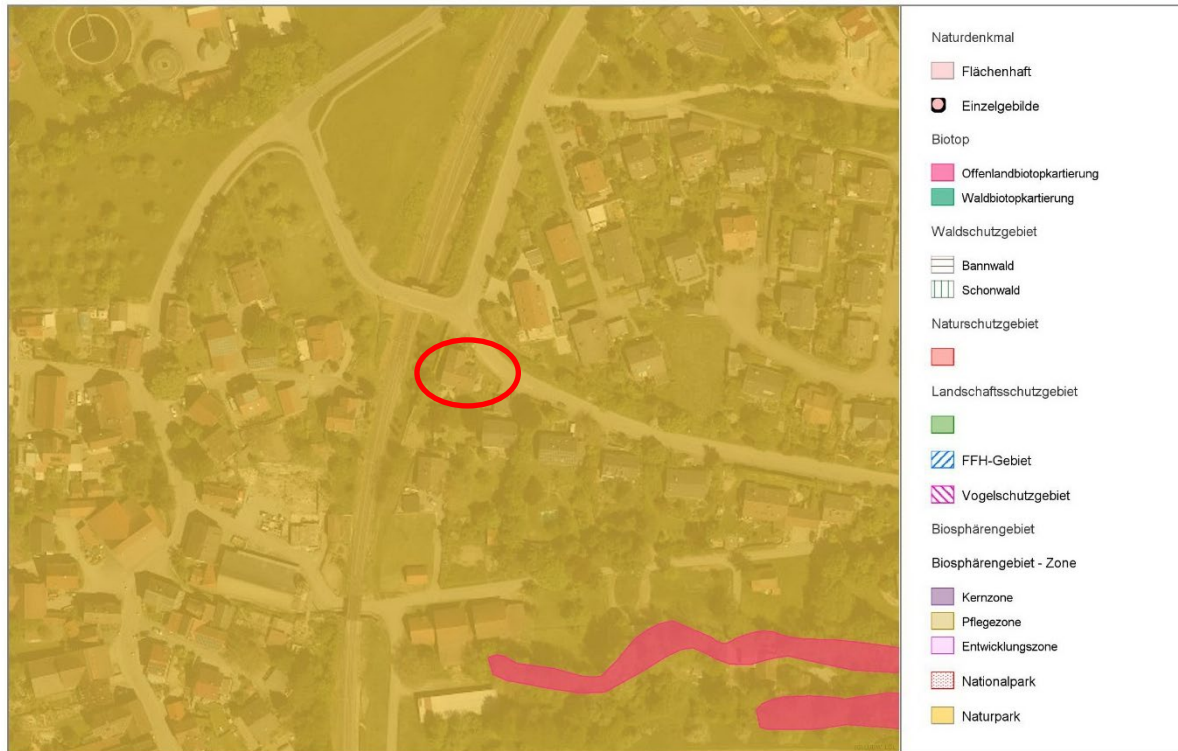 Naturdenkmal
Flächenhaft
Einzelgebilde
Biotop
Offenlandbiotopkartierung
Waldbiotopkartierung
Waldschutzgebiet
Bannwald
Schonwald
Naturschutzgebiet
Landschaftsschutzgebiet
FFH-Gebiet
Vogelschutzgebiet
Biosphärengebiet
Biosphärengebiet - Zone
Kernzone
Pflegezone
Entwicklungszone
Nationalpark
Naturpark